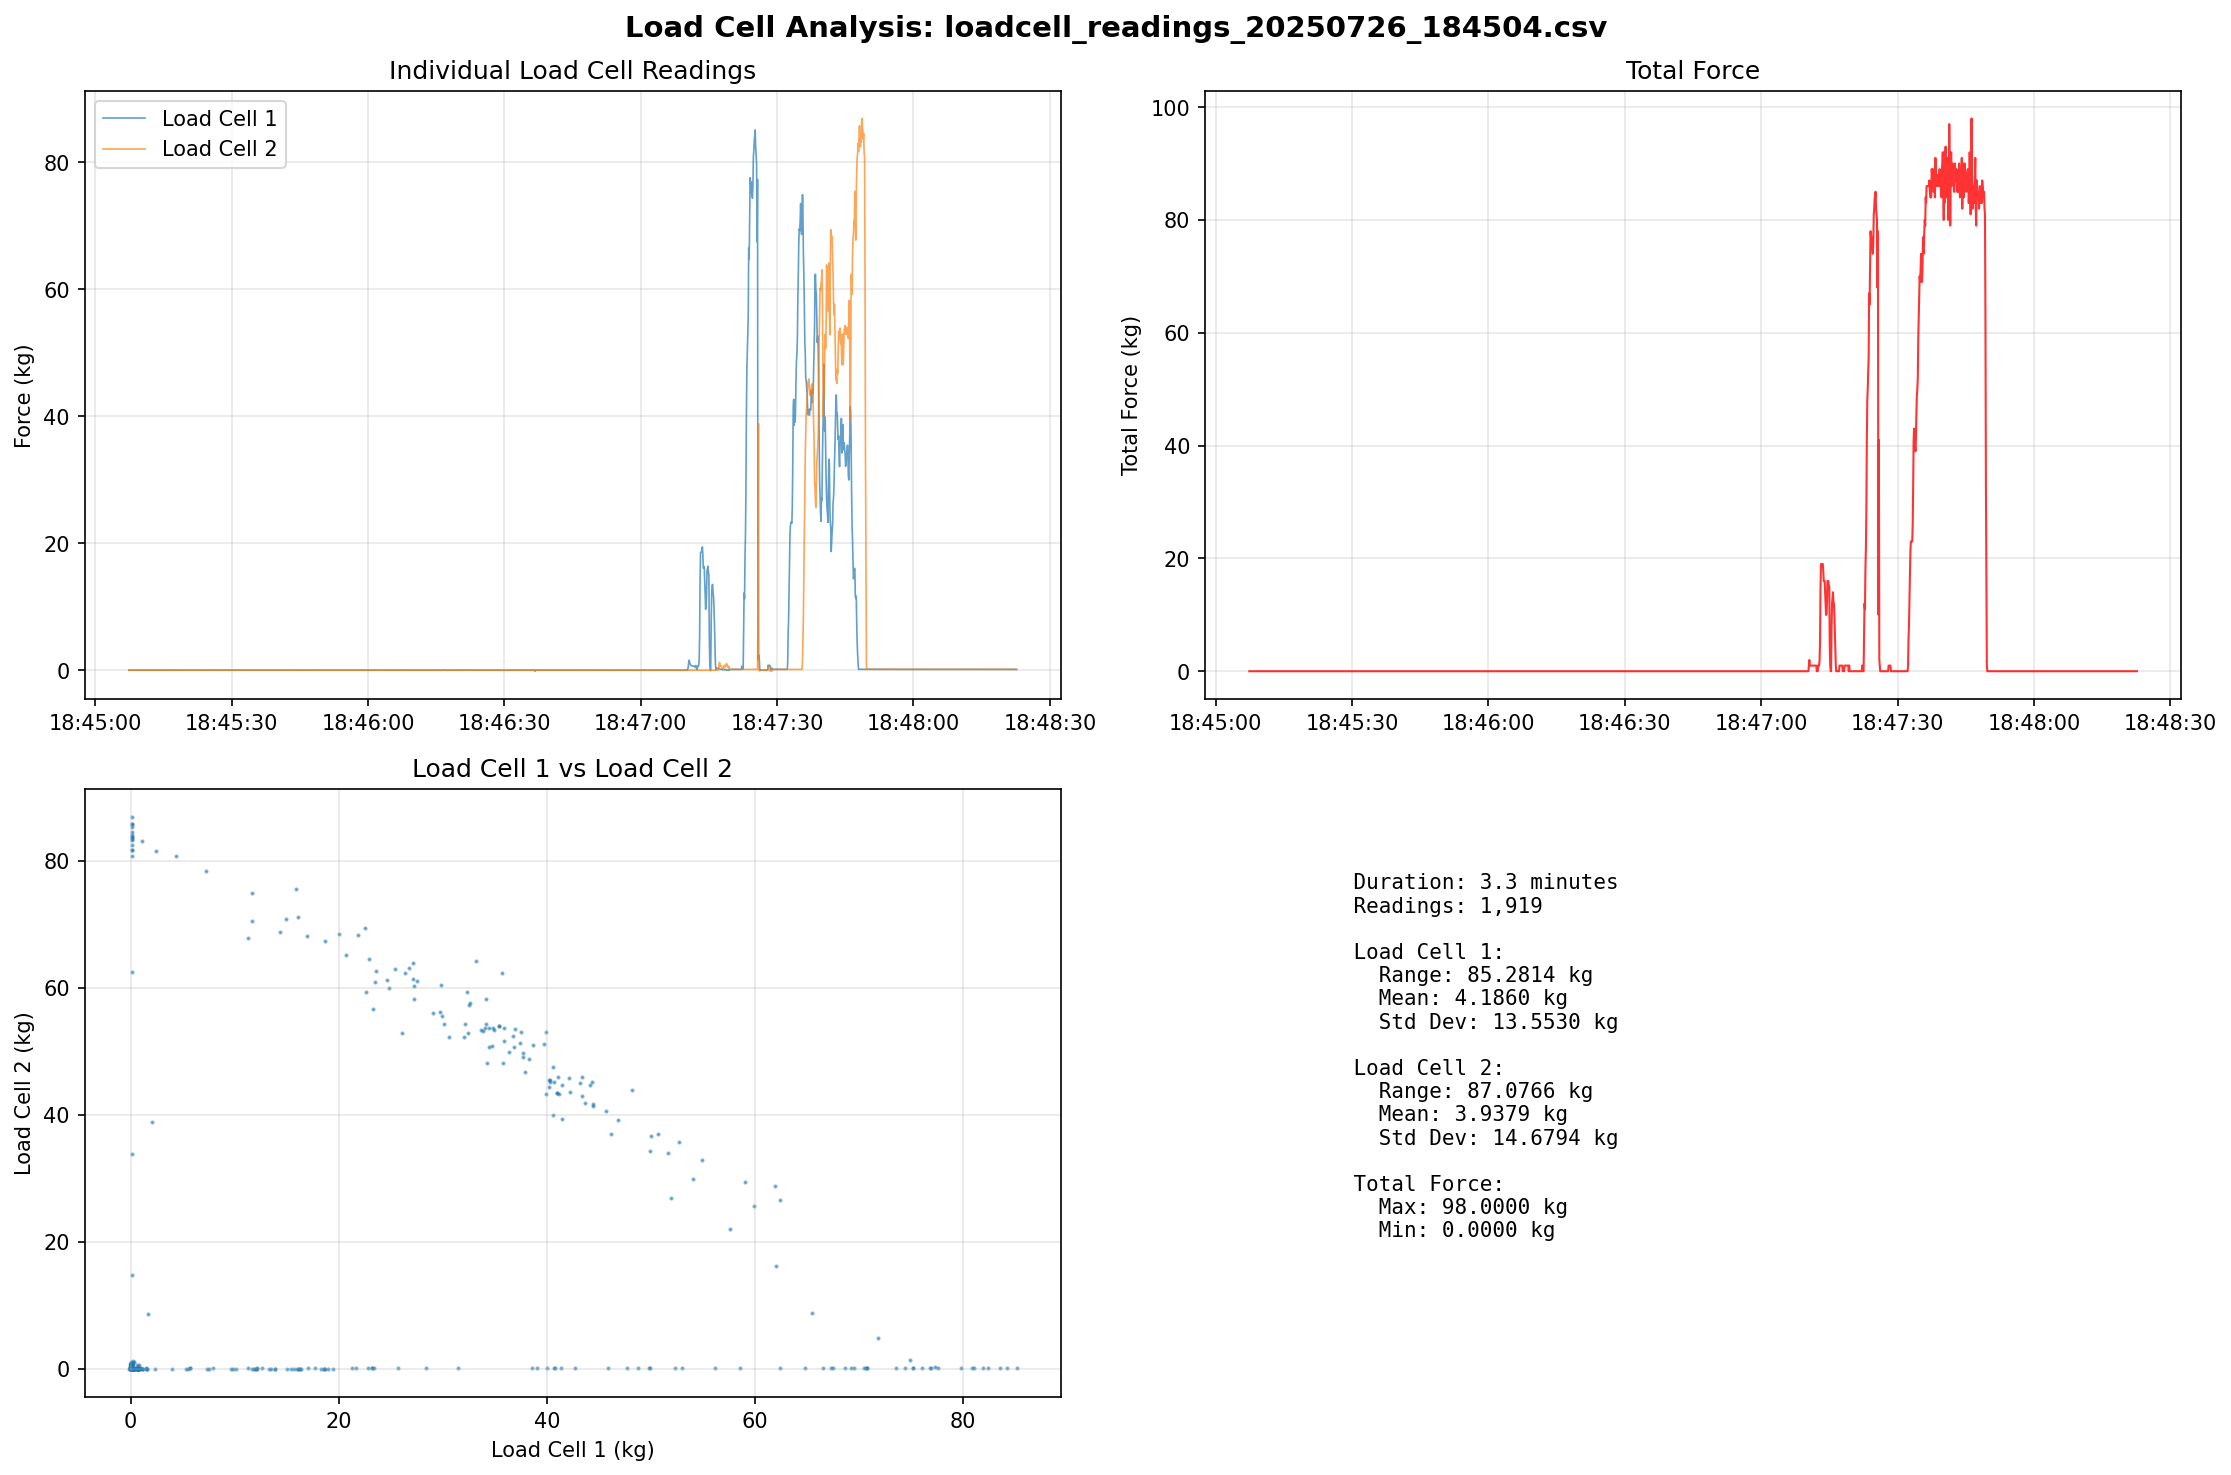 Load Cell Analysis: loadcell_readings_20250726_184504.csv
Individual Load Cell Readings
Load Cell 1
Load Cell 2
Force (kg)
80
60
40
20
0
18:45:00 18:45:30 18:46:00 18:46:30 18:47:00 18:47:30 18:48:00 18:48:30
Total Force
Total Force (kg)
100
80
60
40
20
0
18:45:00 18:45:30 18:46:00 18:46:30 18:47:00 18:47:30 18:48:00 18:48:30
Load Cell 1 vs Load Cell 2
Load Cell 2 (kg)
80
60
40
20
0
0 20 40 60 80
Load Cell 1 (kg)
Duration: 3.3 minutes
Readings: 1,919
Load Cell 1:
Range: 85.2814 kg
Mean: 4.1860 kg
Std Dev: 13.5530 kg
Load Cell 2:
Range: 87.0766 kg
Mean: 3.9379 kg
Std Dev: 14.6794 kg
Total Force:
Max: 98.0000 kg
Min: 0.0000 kg